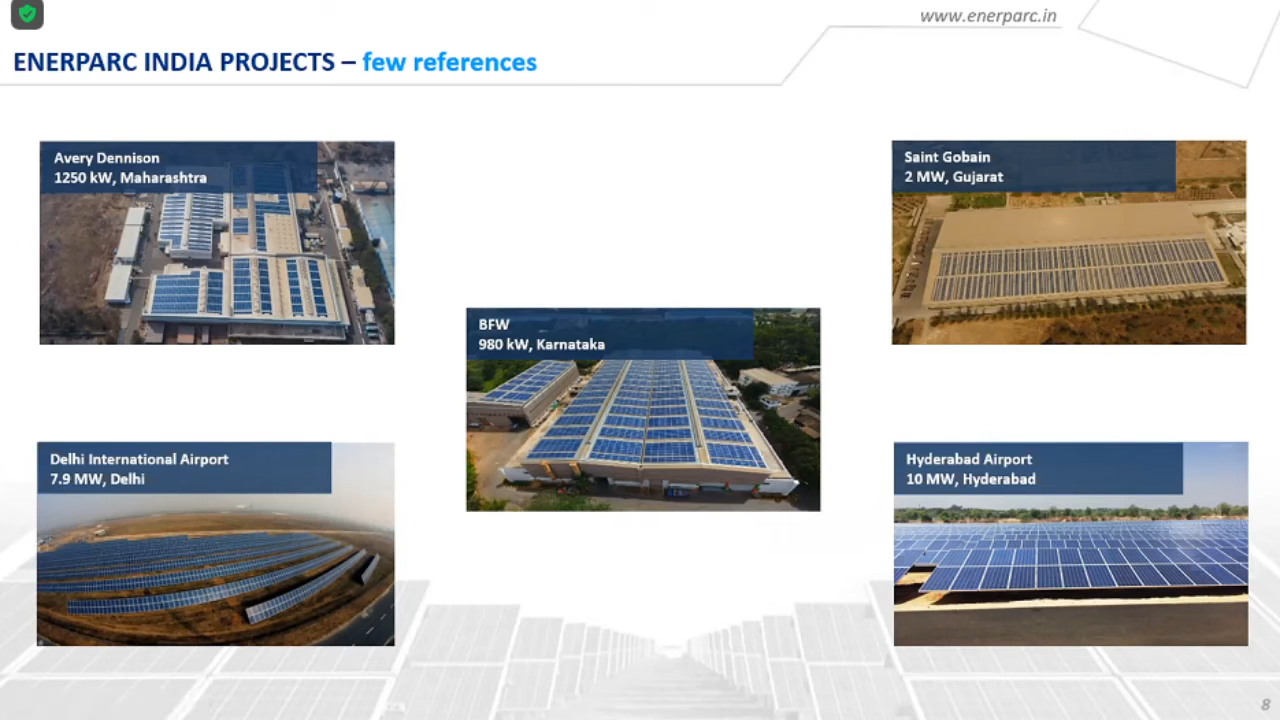 www.enerparc.in
ENERPARC INDIA PROJECTS – few references
Avery Dennison
1250 kW, Maharashtra
Saint Gobain
2 MW, Gujarat
BFW
980 kW, Karnataka
Delhi International Airport
7.9 MW, Delhi
Hyderabad Airport
10 MW, Hyderabad
8